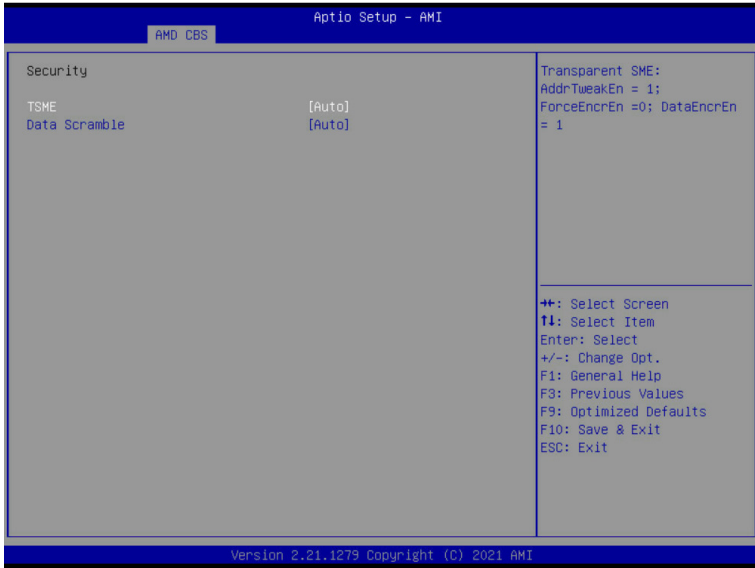 Aptio Setup - AMI
AMD CBS
Security
TSME [Auto]
Data Scramble [Auto]
Transparent SME:
AddrTweakEn = 1;
ForceEncrEn =0; DataEncrEn
= 1
→←: Select Screen
↑↓: Select Item
Enter: Select
+/-: Change Opt.
F1: General Help
F3: Previous Values
F9: Optimized Defaults
F10: Save & Exit
ESC: Exit
Version 2.21.1279 Copyright (C) 2021 AMI